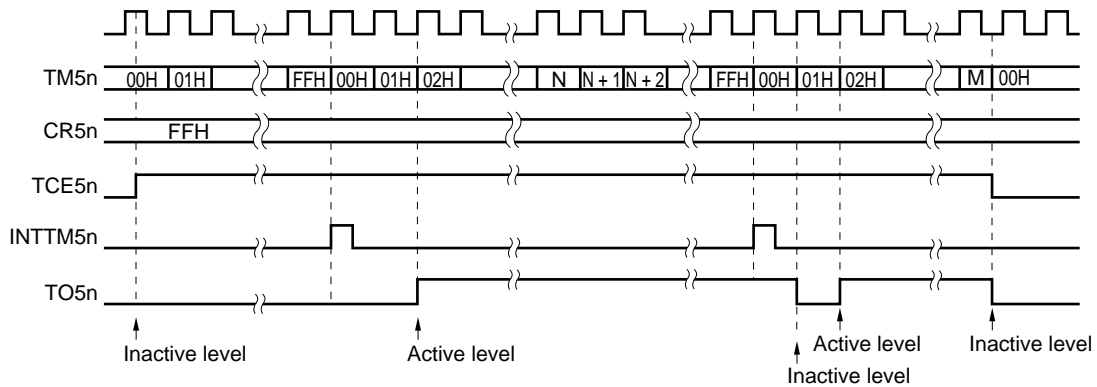 TM5n 00H 01H FFH 00H 01H 02H N N + 1 N + 2 FFH 00H 01H 02H M 00H
CR5n FFH
TCE5n
INTTM5n
TO5n
Inactive level Active level Active level Inactive level
Inactive level